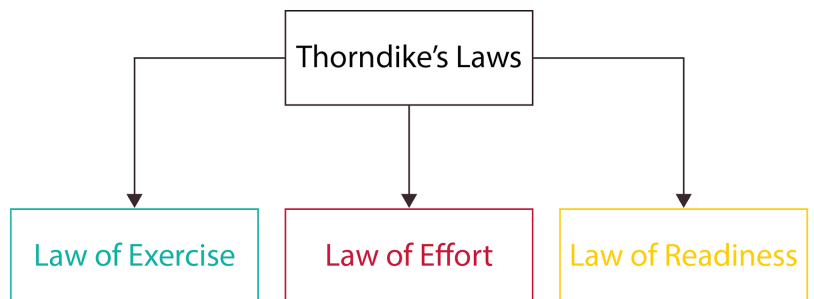 Thorndike’s Laws
Law of Exercise
Law of Effort
Law of Readiness